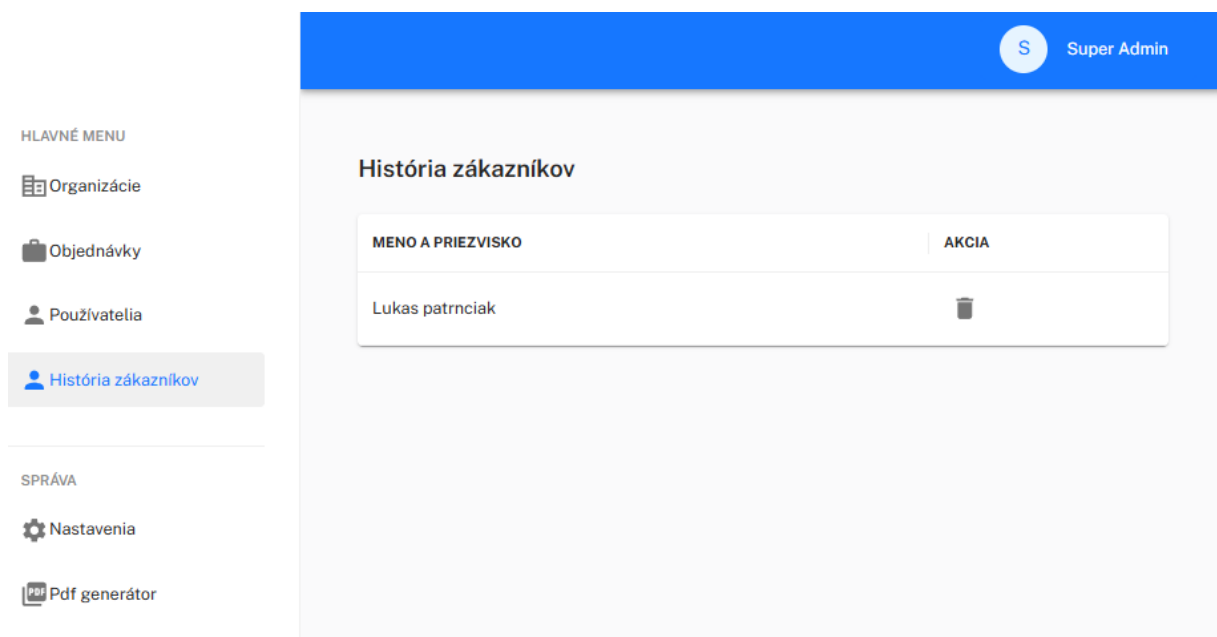 S Super Admin
HLAVNÉ MENU
Organizácie
Objednávky
Používatelia
História zákazníkov
SPRÁVA
Nastavenia
PDF Pdf generátor
História zákazníkov
MENO A PRIEZVISKO AKCIA
Lukas patrnciak